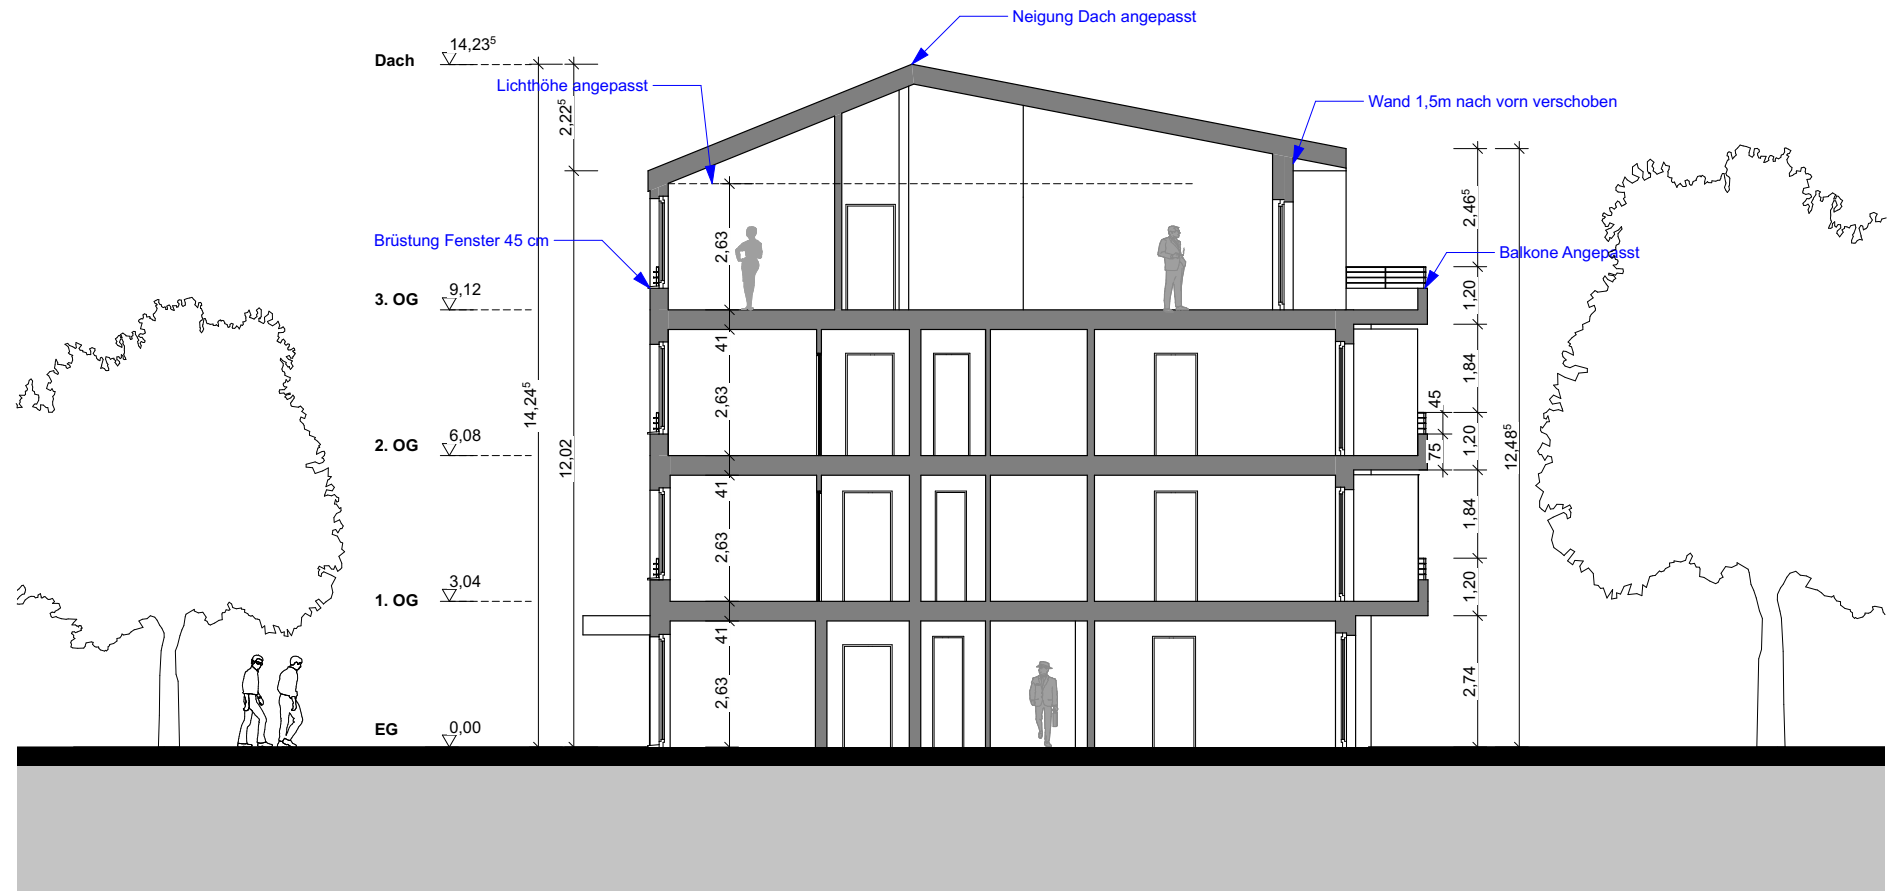 Neigung Dach angepasst
Dach
14,23⁵
Lichthöhe angepasst
Wand 1,5m nach vorn verschoben
2,22⁵
2,46⁵
Brüstung Fenster 45 cm
2,63
Balkone Angepasst
3. OG
9,12
1,20
41
1,84
14,24⁵
2,63
45
2. OG
6,08
12,02
1,20
75
12,48⁵
41
1,84
2,63
1. OG
3,04
1,20
41
2,63
2,74
EG
0,00